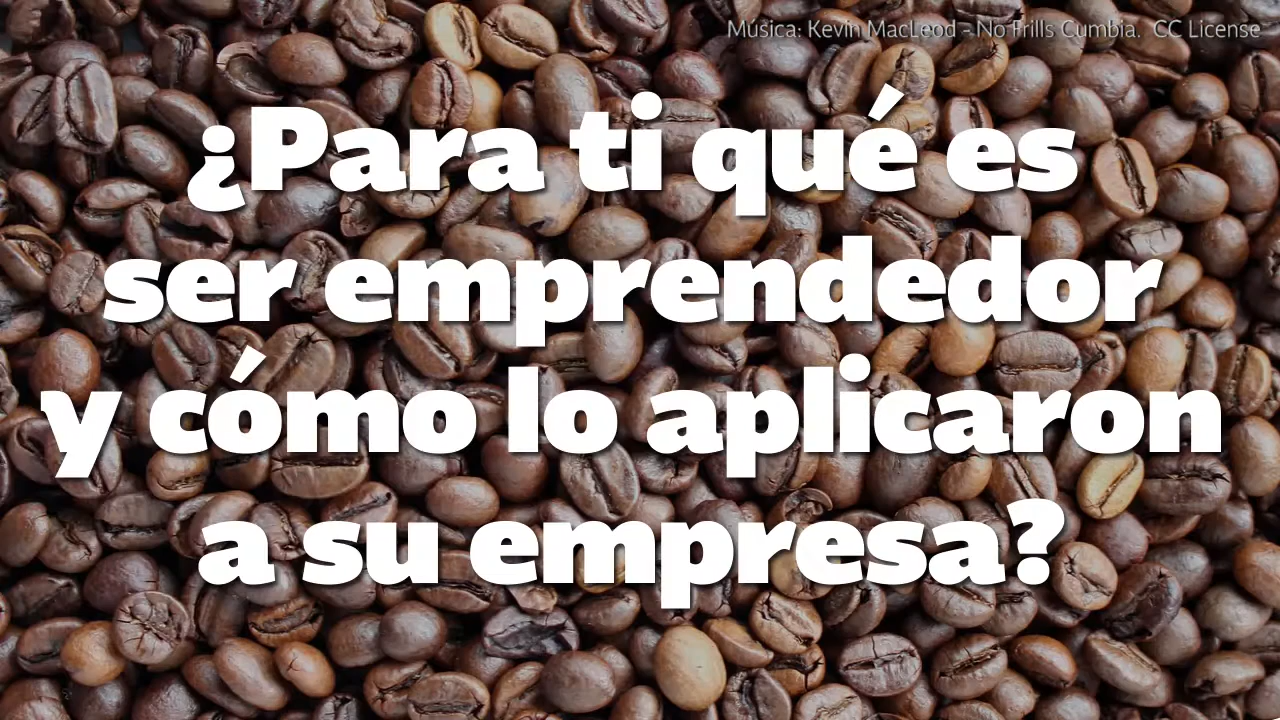 Música: Kevin MacLeod - No Frills Cumbia. CC License
¿Para ti qué es
ser emprendedor
y cómo lo aplicaron
a su empresa?